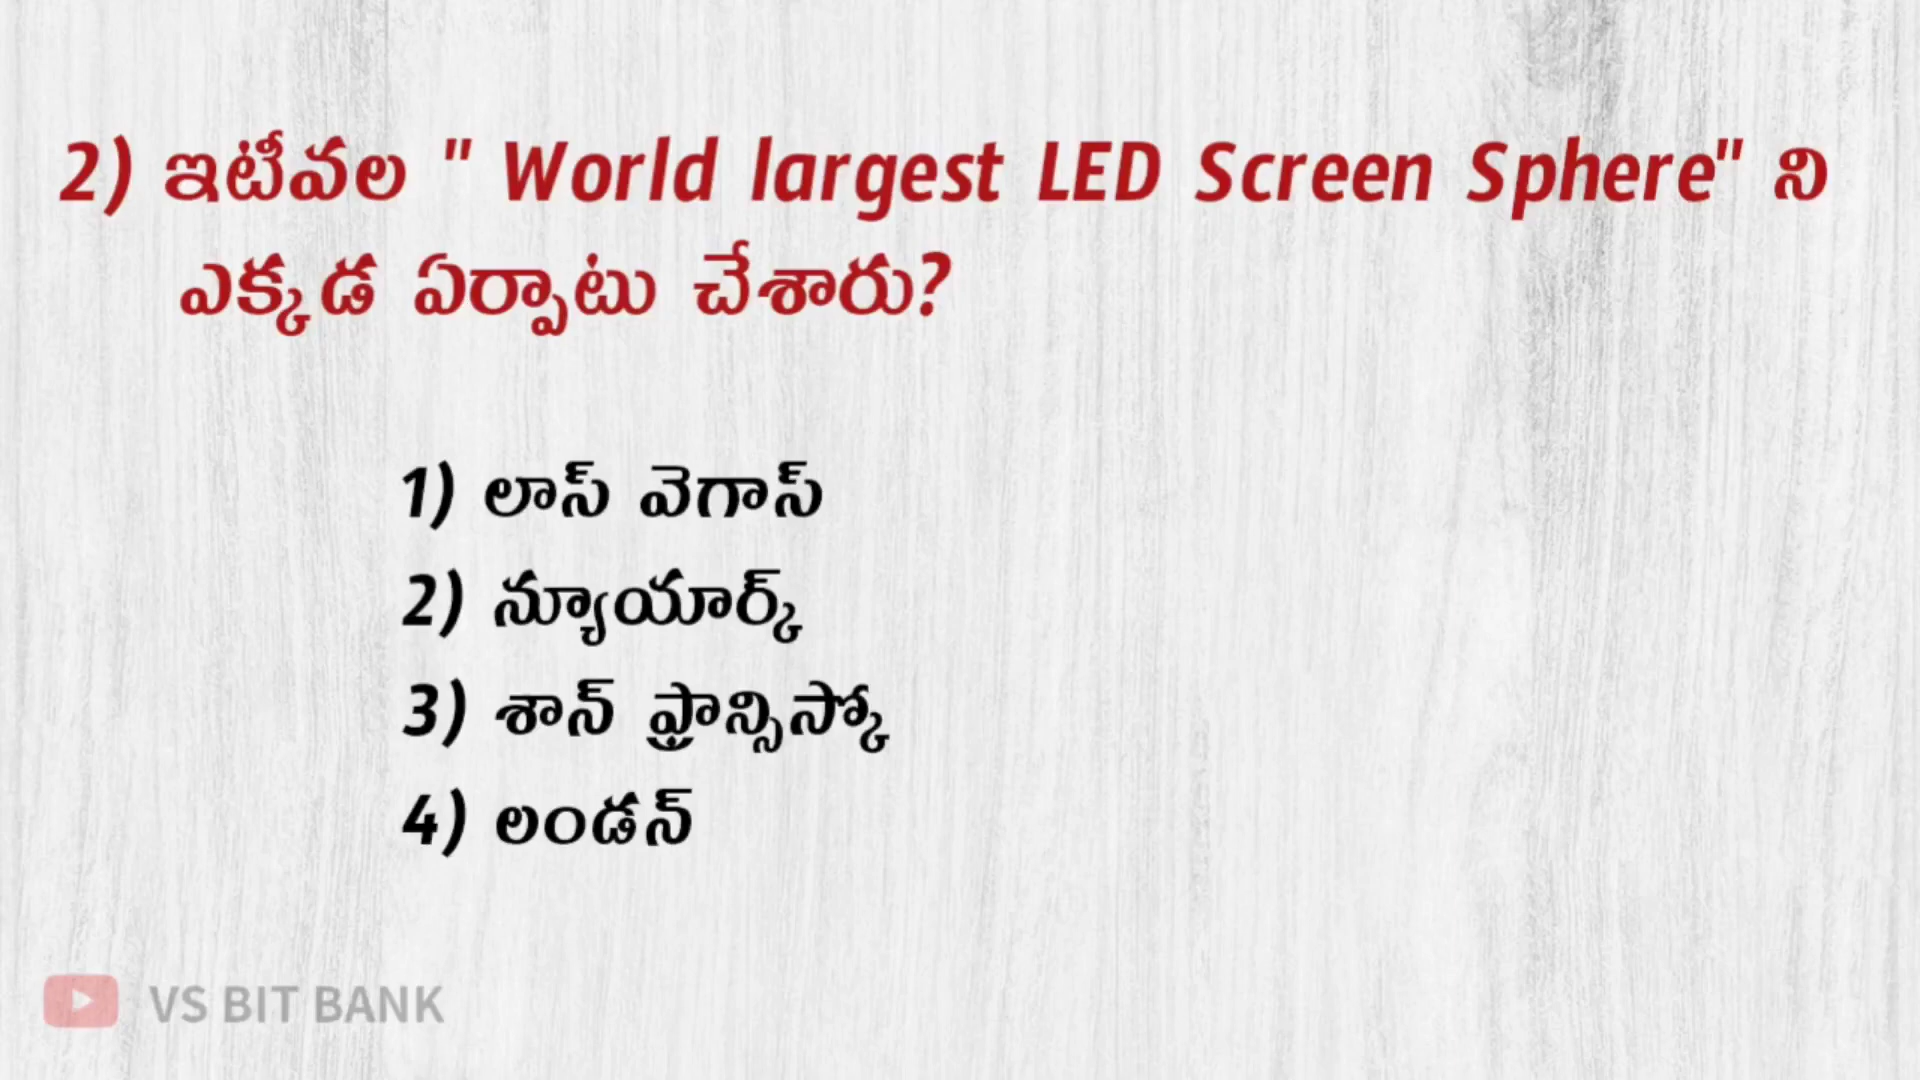 2) ఇటీవల " World largest LED Screen Sphere" ని
ఎక్కడ ఏర్పాటు చేశారు?
1) లాస్ వెగాస్
2) న్యూయార్క్
3) శాన్ ఫ్రాన్సిస్కో
4) లండన్
VS BIT BANK